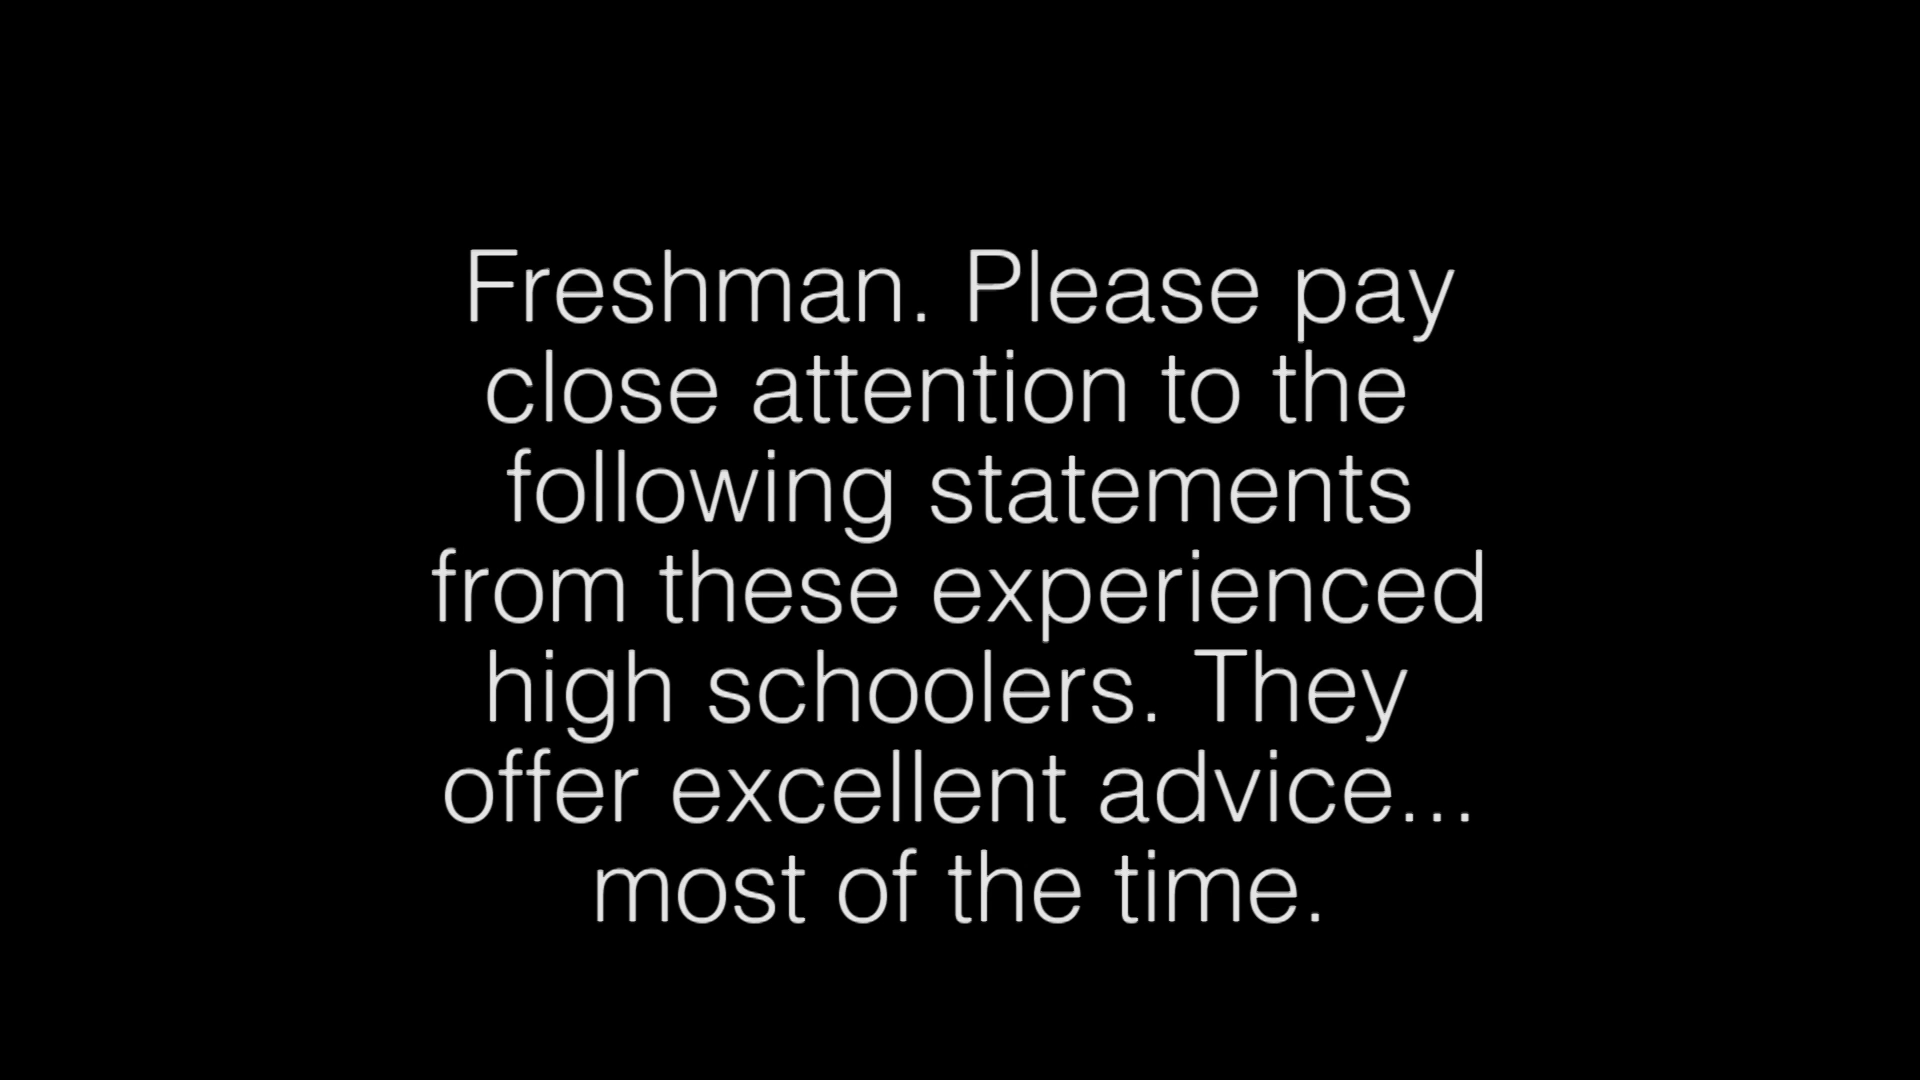 Freshman. Please pay
close attention to the
following statements
from these experienced
high schoolers. They
offer excellent advice...
most of the time.